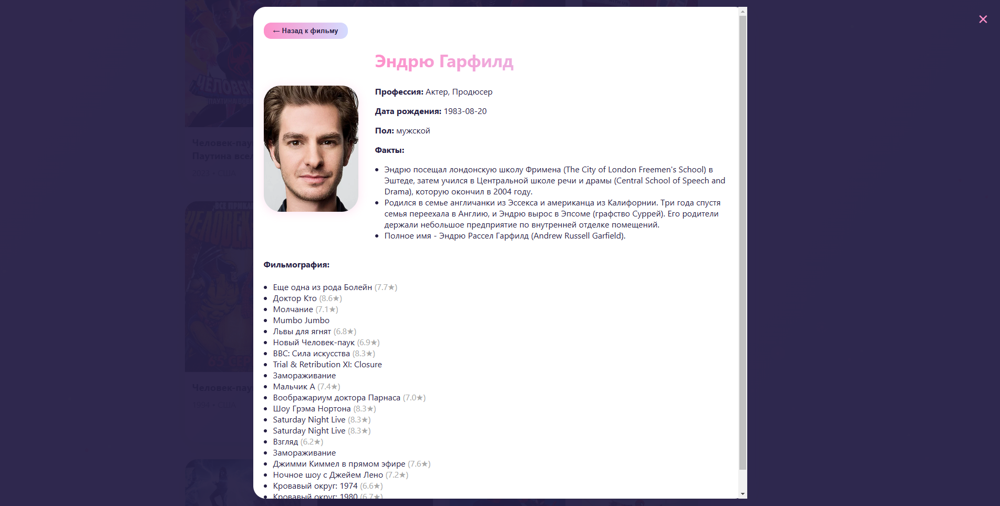 ← Назад к фильму
Эндрю Гарфилд
Профессия: Актер, Продюсер
Дата рождения: 1983-08-20
Пол: мужской
Факты:
• Эндрю посещал лондонскую школу Фримена (The City of London Freemen's School) в
Эштеде, затем учился в Центральной школе речи и драмы (Central School of Speech and
Drama), которую окончил в 2004 году.
• Родился в семье англичанки из Эссекса и американца из Калифорнии. Три года спустя
семья переехала в Англию, и Эндрю вырос в Эпсоме (графство Суррей). Его родители
держали небольшое предприятие по внутренней отделке помещений.
• Полное имя - Эндрю Рассел Гарфилд (Andrew Russell Garfield).
Фильмография:
• Еще одна из рода Болейн (7.7★)
• Доктор Кто (8.6★)
• Молчание (7.1★)
• Mumbo Jumbo
• Львы для ягнят (6.8★)
• Новый Человек-паук (6.9★)
• BBC: Сила искусства (8.3★)
• Trial & Retribution XI: Closure
• Замораживание
• Мальчик А (7.4★)
• Воображариум доктора Парнаса (7.0★)
• Шоу Грэма Нортона (8.3★)
• Saturday Night Live (8.3★)
• Saturday Night Live (8.3★)
• Взгляд (6.2★)
• Замораживание
• Джимми Киммел в прямом эфире (7.6★)
• Ночное шоу с Джейем Лено (7.2★)
• Кровавый округ: 1974 (6.6★)
• Кровавый округ: 1980 (6.7★)
ЧЕЛОВЕК
ПАУТИНА ВСЕЛ
Человек-пау
Паутина всел
2025 • США
ВСЕ ПРИКЛ
ЧЕЛОВЕК
65 СЕР
Человек-пау
1994 • США